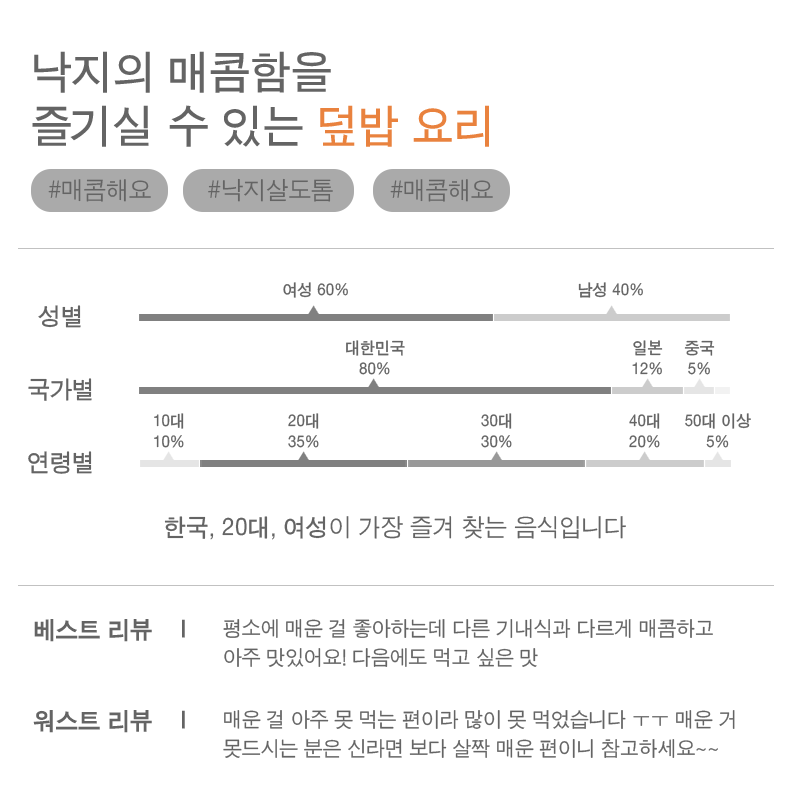 낙지의 매콤함을
즐기실 수 있는 덮밥 요리
#매콤해요 #낙지살도톰 #매콤해요
성별
여성 60% 남성 40%
국가별
대한민국 일본 중국
80% 12% 5%
연령별
10대 20대 30대 40대 50대 이상
10% 35% 30% 20% 5%
한국, 20대, 여성이 가장 즐겨 찾는 음식입니다
베스트 리뷰 | 평소에 매운 걸 좋아하는데 다른 기내식과 다르게 매콤하고
아주 맛있어요! 다음에도 먹고 싶은 맛
워스트 리뷰 | 매운 걸 아주 못 먹는 편이라 많이 못 먹었습니다 ㅜㅜ 매운 거
못드시는 분은 신라면 보다 살짝 매운 편이니 참고하세요~~